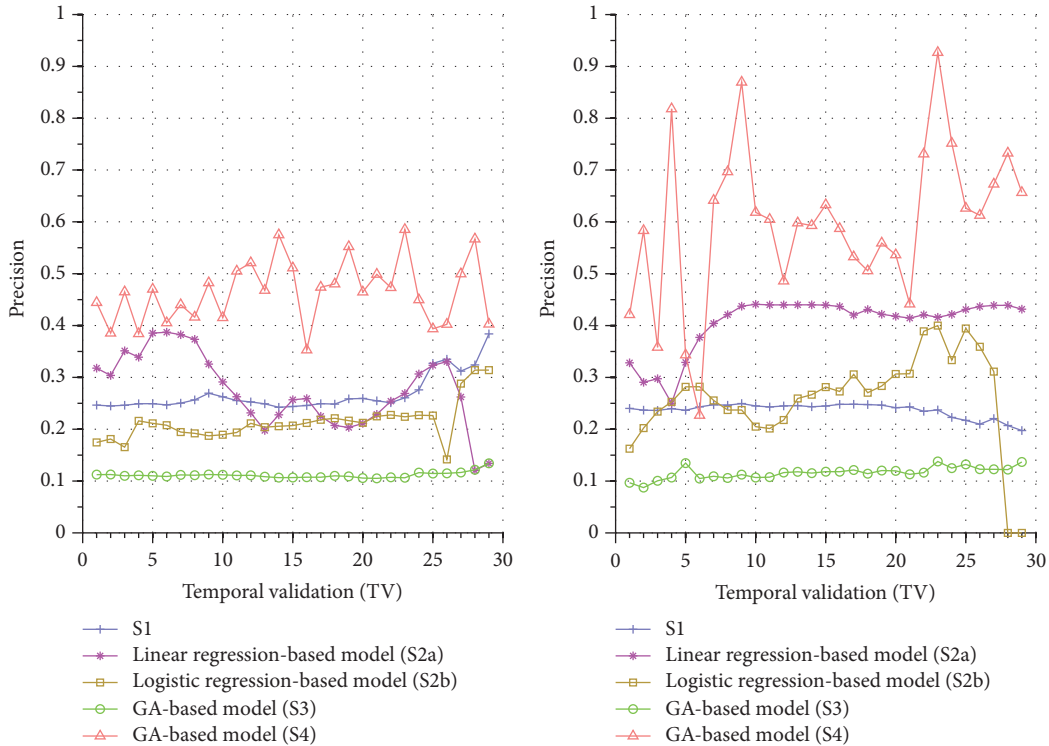 Precision
1
0.9
0.8
0.7
0.6
0.5
0.4
0.3
0.2
0.1
0
0 5 10 15 20 25 30
Temporal validation (TV)
S1
Linear regression-based model (S2a)
Logistic regression-based model (S2b)
GA-based model (S3)
GA-based model (S4)
Precision
1
0.9
0.8
0.7
0.6
0.5
0.4
0.3
0.2
0.1
0
0 5 10 15 20 25 30
Temporal validation (TV)
S1
Linear regression-based model (S2a)
Logistic regression-based model (S2b)
GA-based model (S3)
GA-based model (S4)